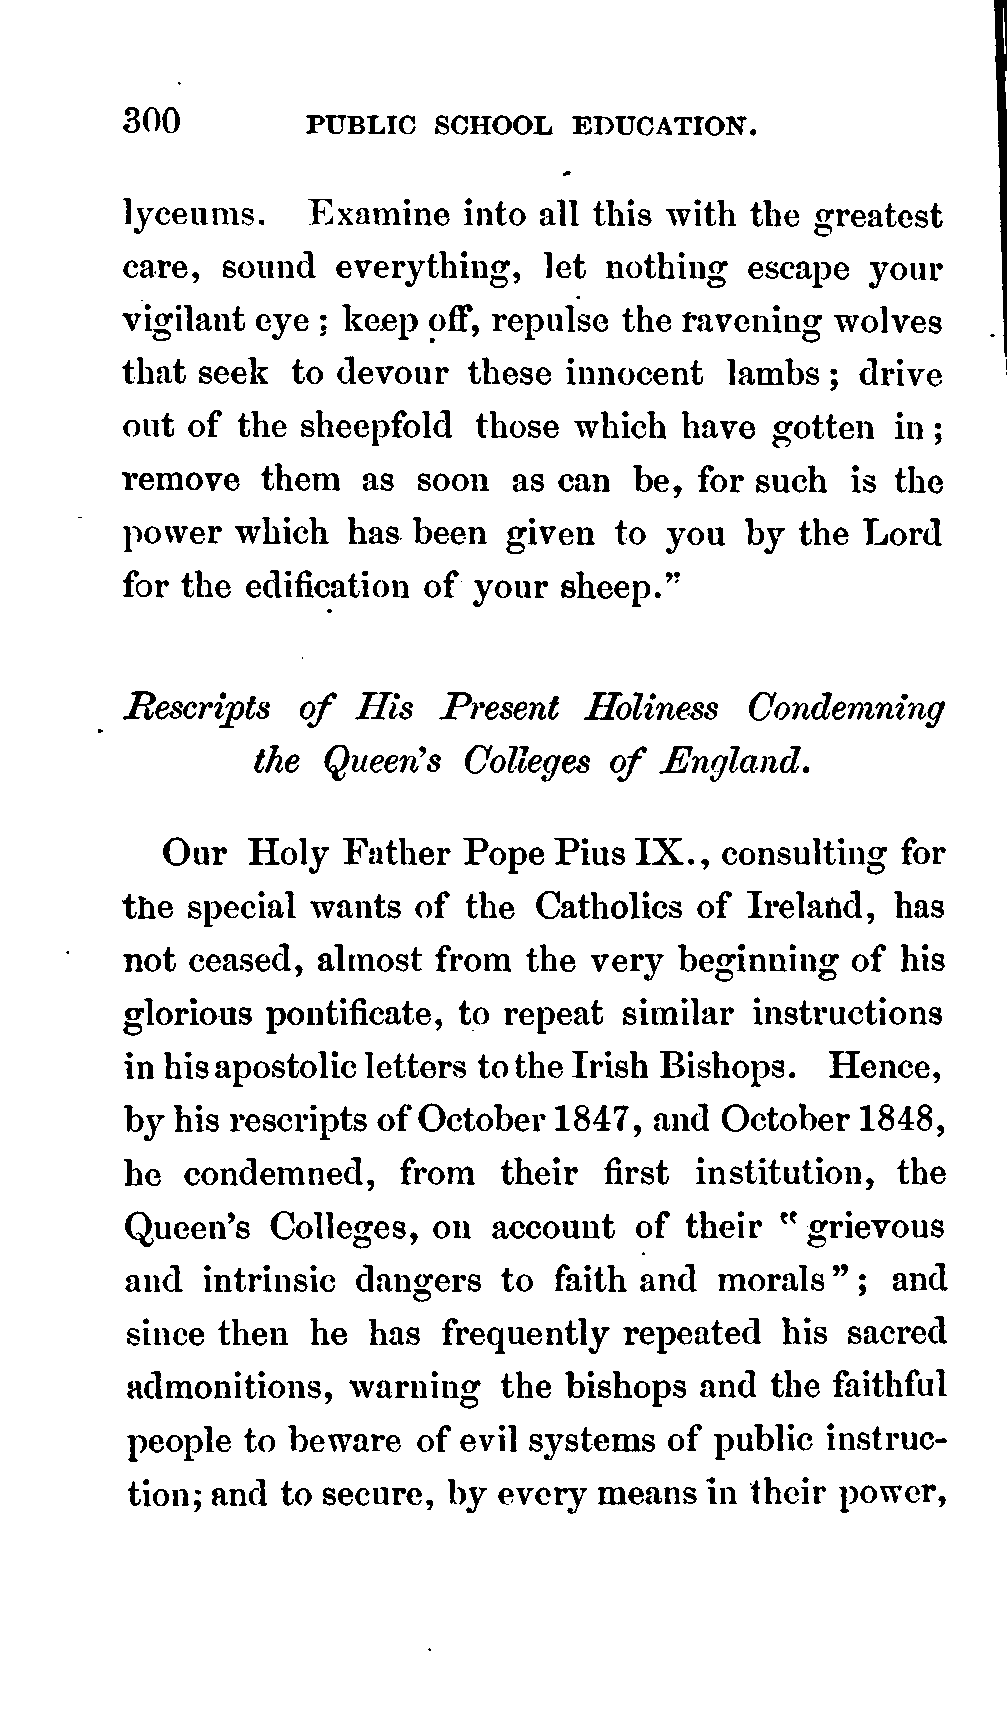 300 PUBLIC SCHOOL EDUCATION.
lyceums. Examine into all this with the greatest
care, sound everything, let nothing escape your
vigilant eye ; keep off, repulse the ravening wolves
that seek to devour these innocent lambs ; drive
out of the sheepfold those which have gotten in ;
remove them as soon as can be, for such is the
power which has been given to you by the Lord
for the edification of your sheep."
Rescripts of His Present Holiness Condemning
the Queen's Colleges of England.
Our Holy Father Pope Pius IX., consulting for
the special wants of the Catholics of Ireland, has
not ceased, almost from the very beginning of his
glorious pontificate, to repeat similar instructions
in his apostolic letters to the Irish Bishops. Hence,
by his rescripts of October 1847, and October 1848,
he condemned, from their first institution, the
Queen's Colleges, on account of their "grievous
and intrinsic dangers to faith and morals" ; and
since then he has frequently repeated his sacred
admonitions, warning the bishops and the faithful
people to beware of evil systems of public instruc-
tion; and to secure, by every means in their power,